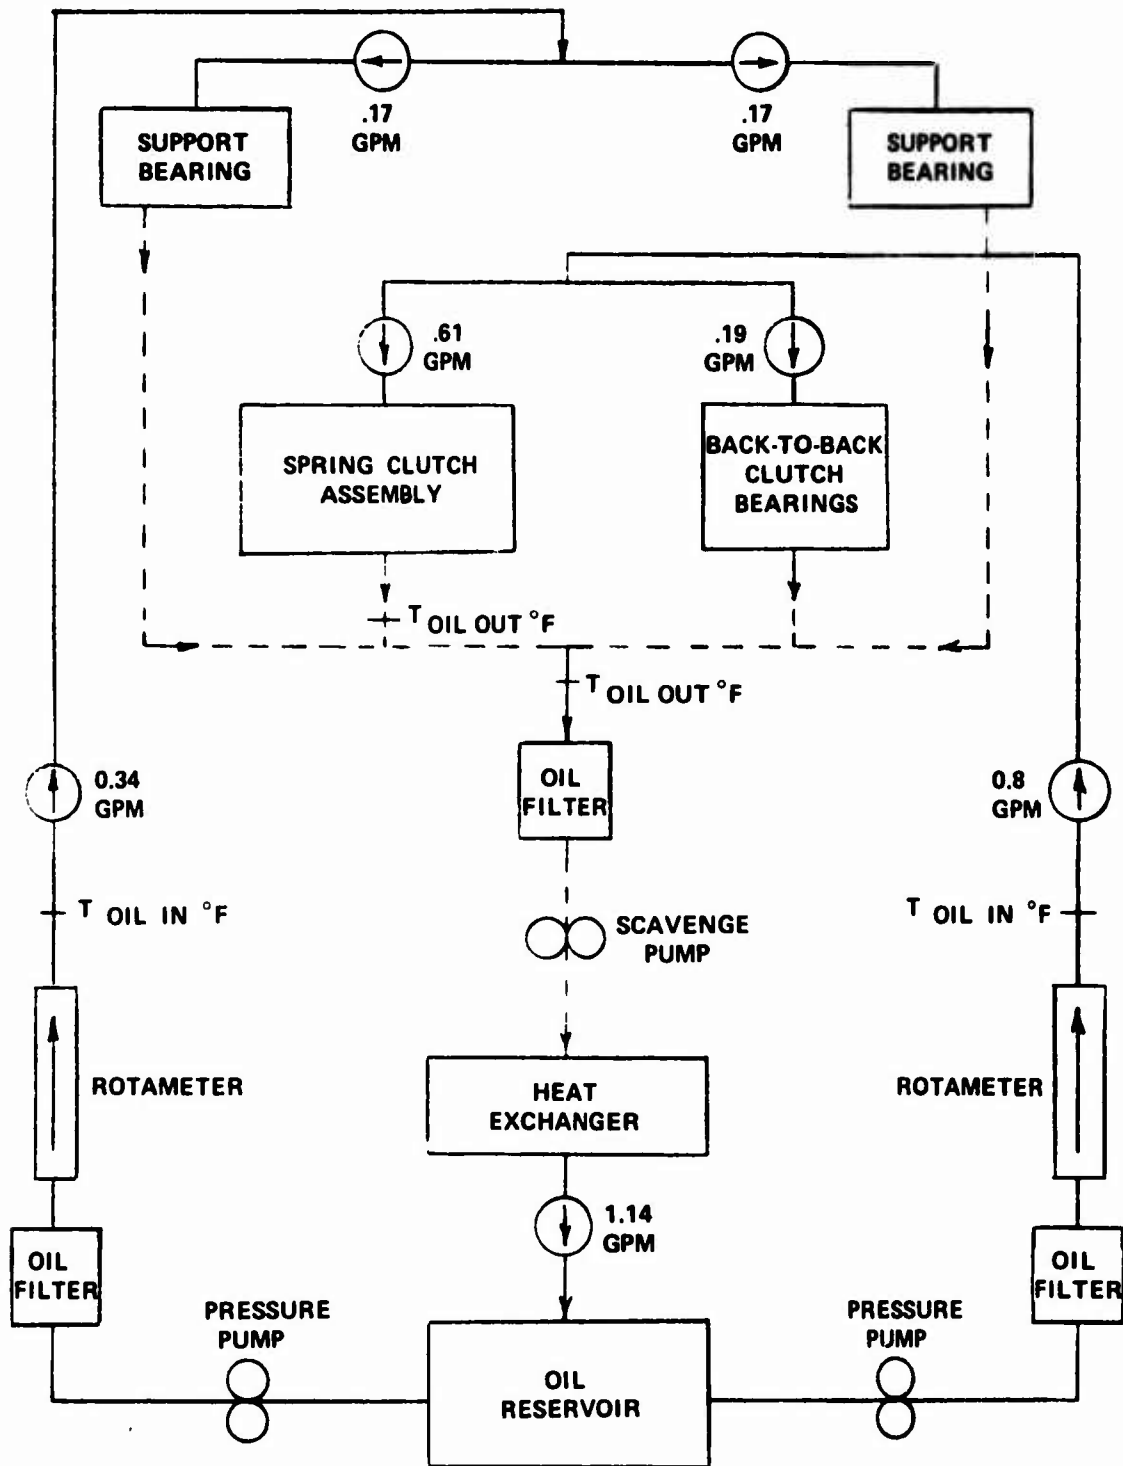 .17
GPM
.17
GPM
SUPPORT
BEARING
SUPPORT
BEARING
.61
GPM
.19
GPM
SPRING CLUTCH
ASSEMBLY
BACK-TO-BACK
CLUTCH
BEARINGS
T OIL OUT °F
T OIL OUT °F
OIL
FILTER
0.34
GPM
0.8
GPM
T OIL IN °F
T OIL IN °F
SCAVENGE
PUMP
ROTAMETER
HEAT
EXCHANGER
ROTAMETER
1.14
GPM
OIL
FILTER
OIL
FILTER
PRESSURE
PUMP
PRESSURE
PUMP
OIL
RESERVOIR